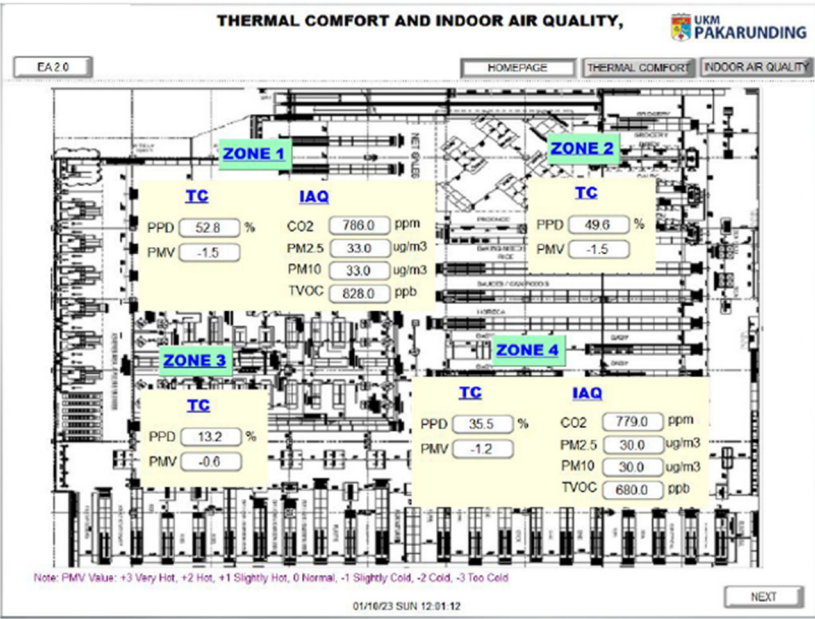 THERMAL COMFORT AND INDOOR AIR QUALITY,
UKM
PAKARUNDING
EA 2 0
HOMEPAGE
THERMAL COMFORT
INDOOR AIR QUALITY
ZONE 1
TC
PPD 52.8 %
PMV -1.5
IAQ
CO2 786.0 ppm
PM2.5 33.0 ug/m3
PM10 33.0 ug/m3
TVOC 828.0 ppb
ZONE 2
TC
PPD 49.6 %
PMV -1.5
GROCERY
PRODUCE
RICE
ZONE 3
TC
PPD 13.2 %
PMV -0.6
ZONE 4
TC
PPD 35.5 %
PMV -1.2
IAQ
CO2 779.0 ppm
PM2.5 30.0 ug/m3
PM10 30.0 ug/m3
TVOC 680.0 ppb
Note: PMV Value: +3 Very Hot, +2 Hot, +1 Slightly Hot, 0 Normal, -1 Slightly Cold, -2 Cold, -3 Too Cold
01/10/23 SUN 12:01:12
NEXT